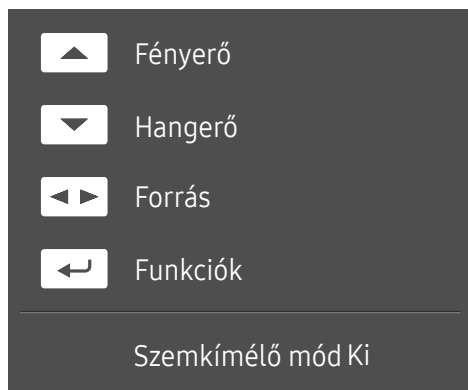 Fényerő
Hangerő
Forrás
Funkciók
Szemkímélő mód Ki